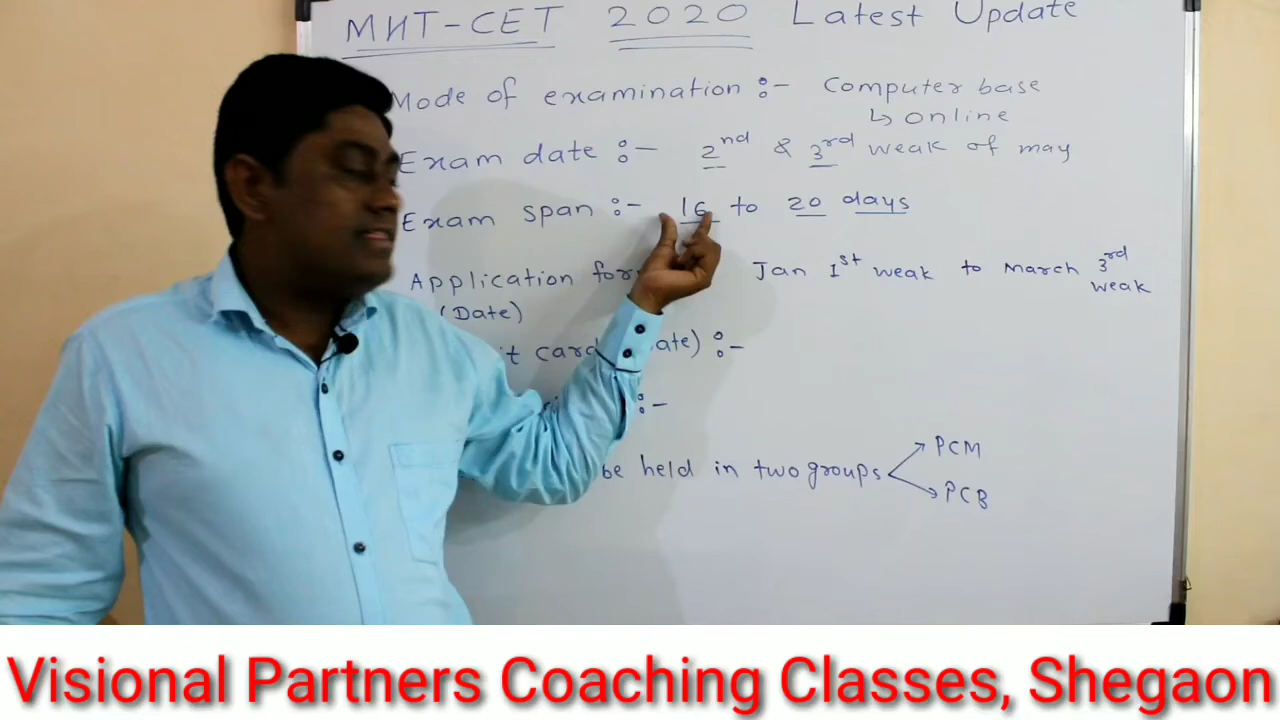 MHT-CET 2020 Latest Update
Mode of examination :- Computer base
↳ online
Exam date :- 2nd & 3rd weak of may
Exam span :- 16 to 20 days
Application Jan 1st weak to March 3rd weak
(Date)
card :-
:-
be held in two groups PCM
PCB
Visional Partners Coaching Classes, Shegaon